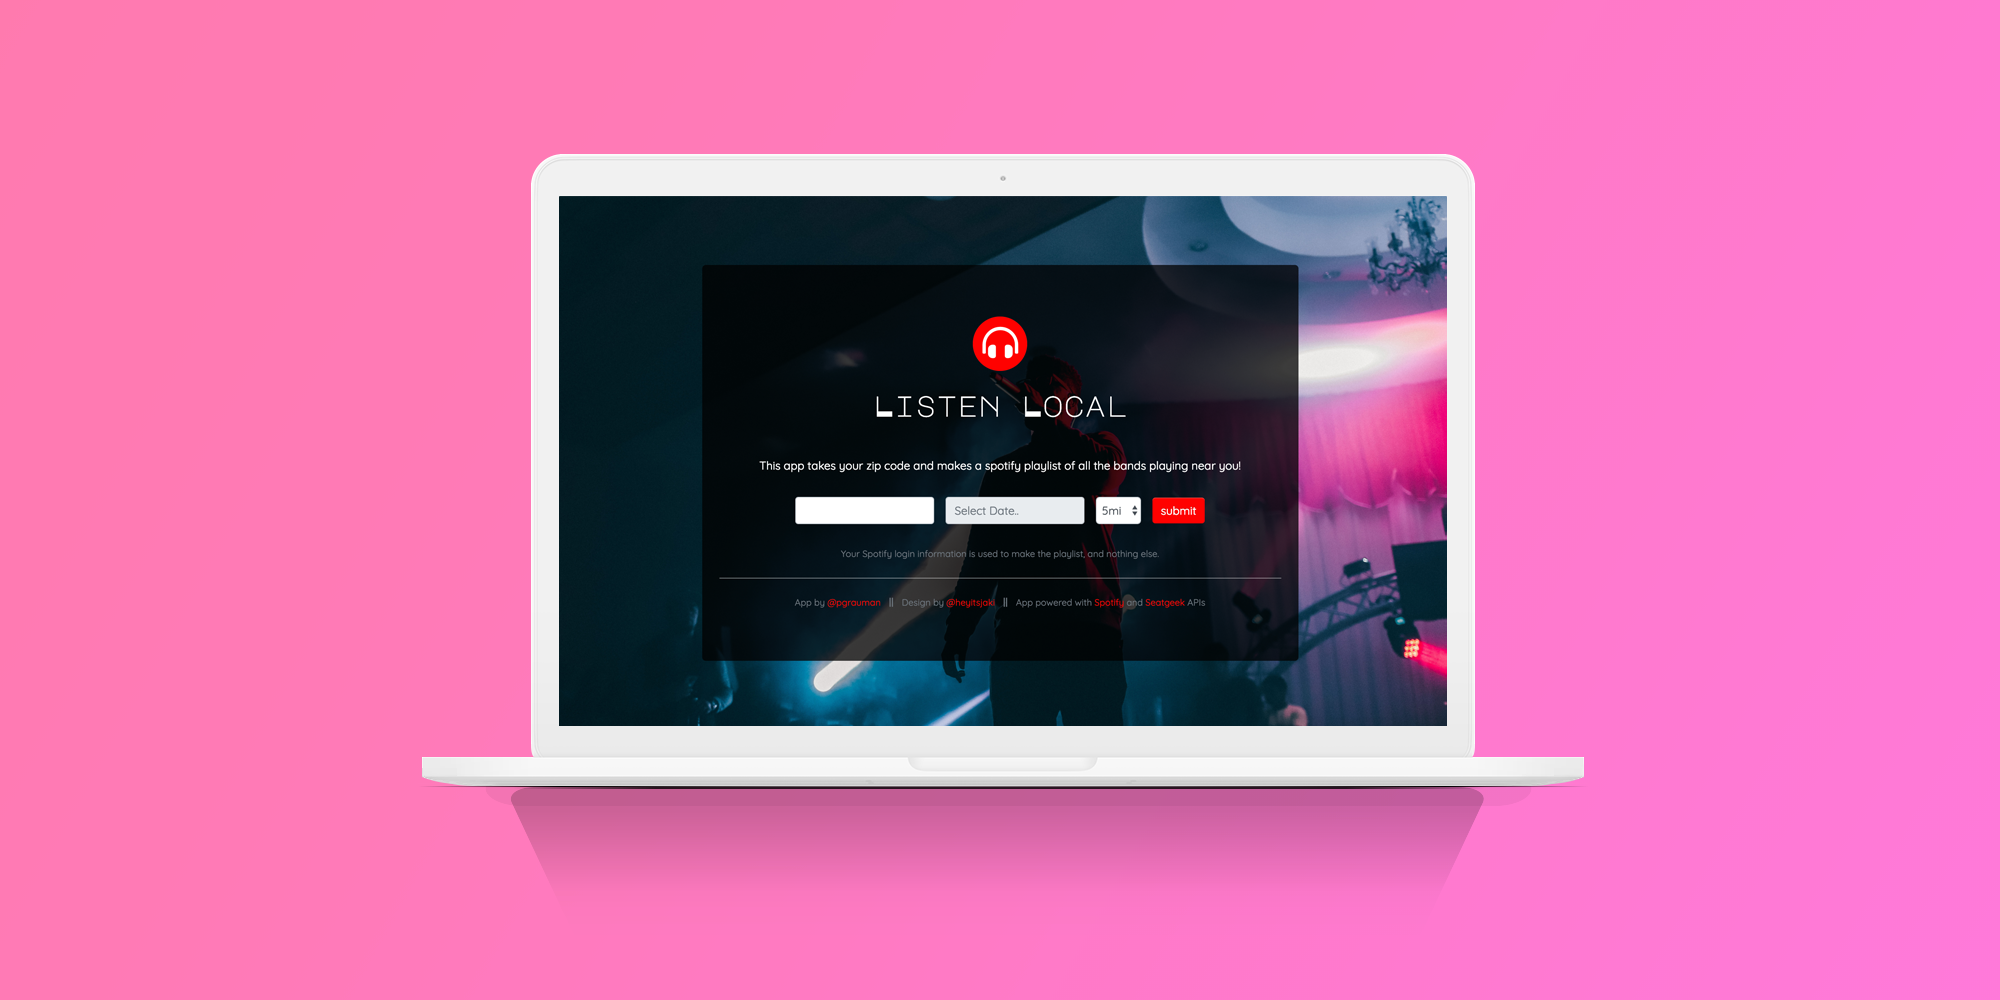 LISTEN LOCAL
This app takes your zip code and makes a spotify playlist of all the bands playing near you!
Select Date.. 5mi submit
Your Spotify login information is used to make the playlist, and nothing else.
App by @pgrauman || Design by @heyitsjaki || App powered with Spotify and Seatgeek APIs